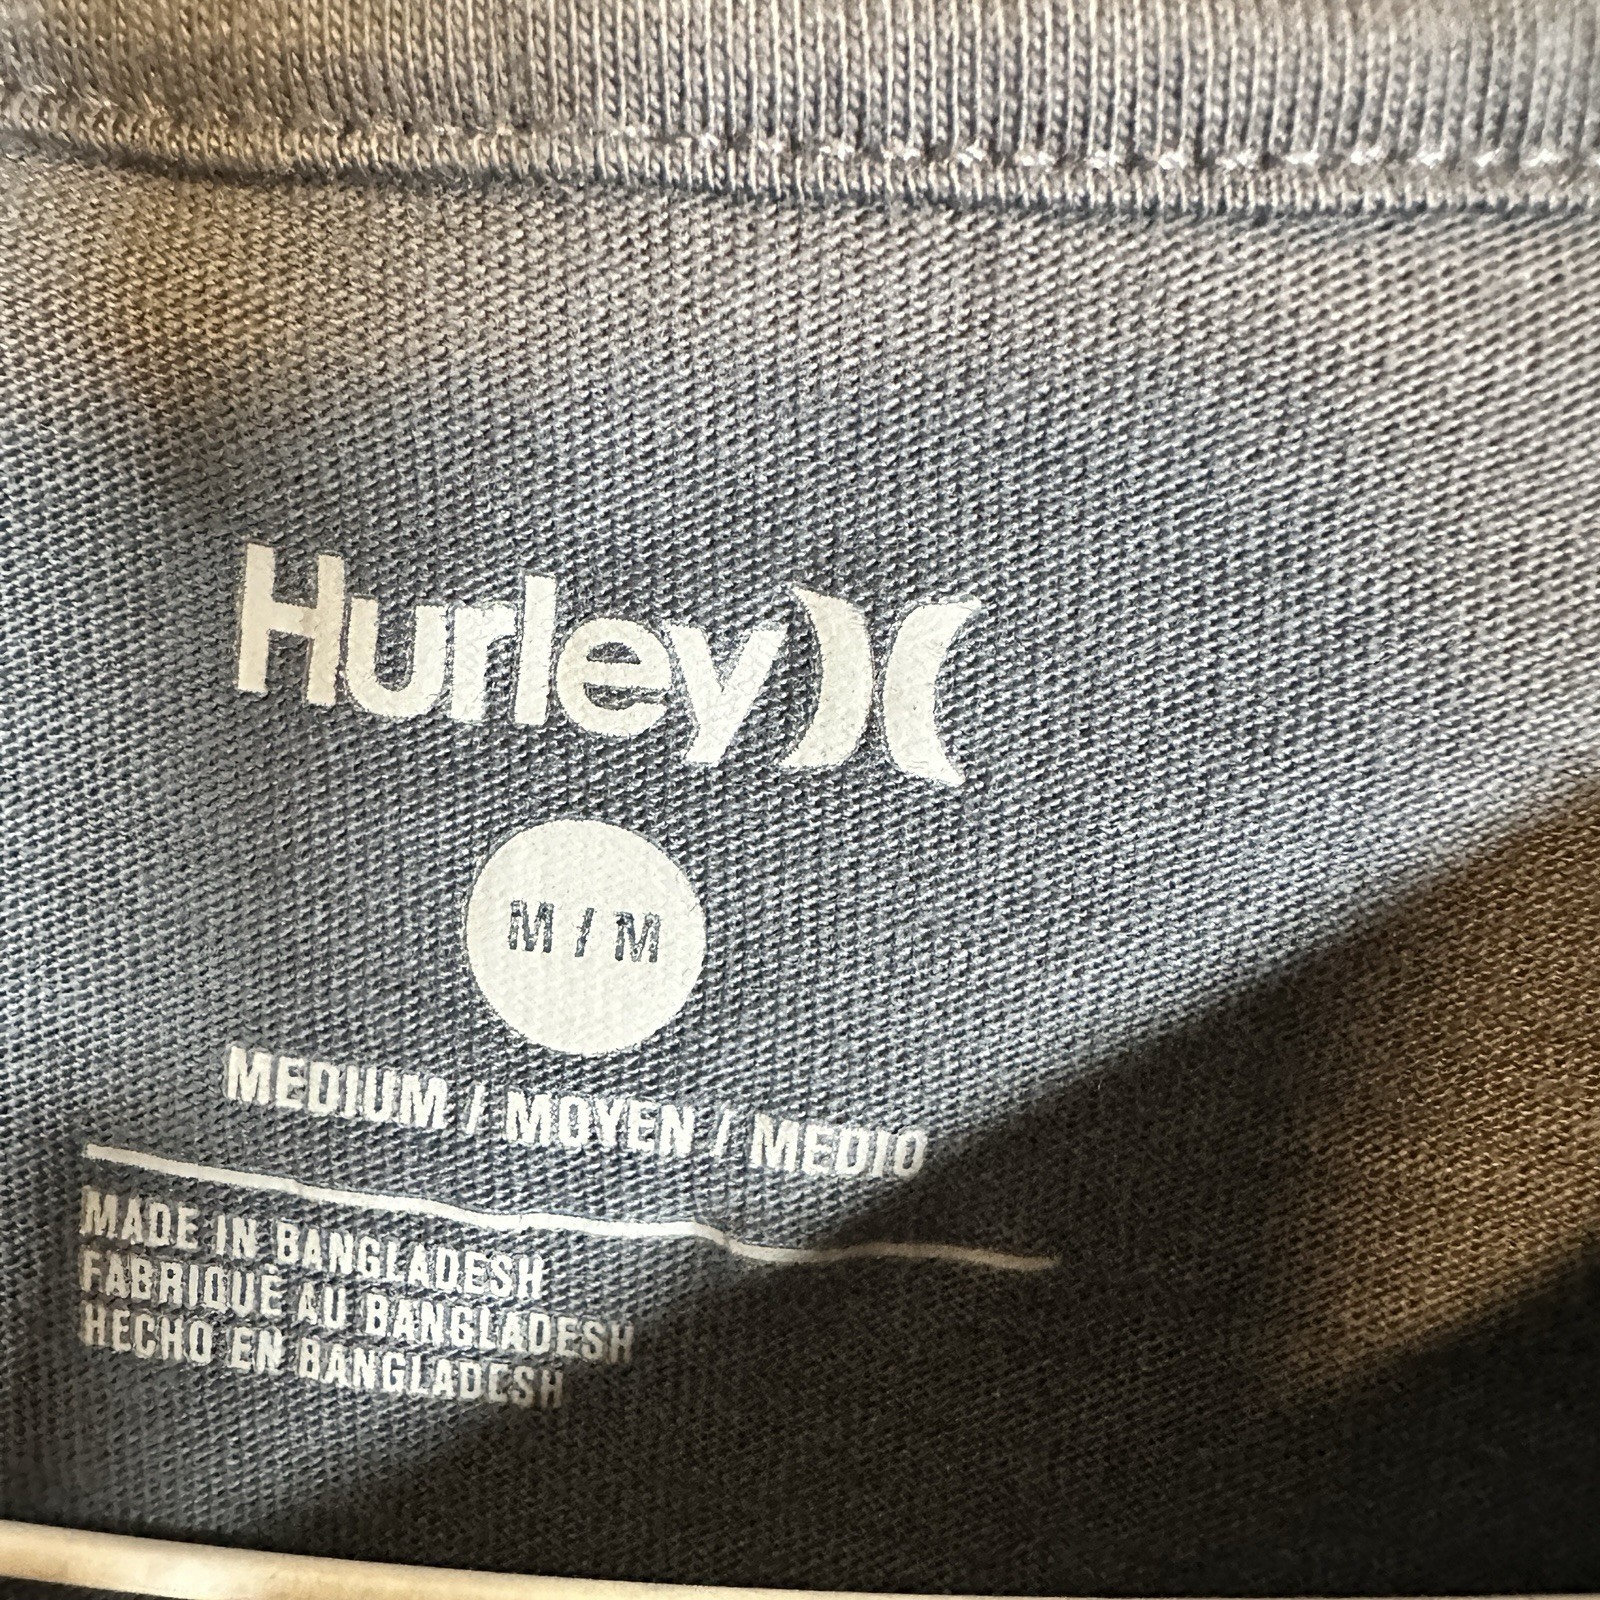 Hurley
M / M
MEDIUM / MOYEN / MEDIO
MADE IN BANGLADESH
FABRIQUÉ AU BANGLADESH
HECHO EN BANGLADESH